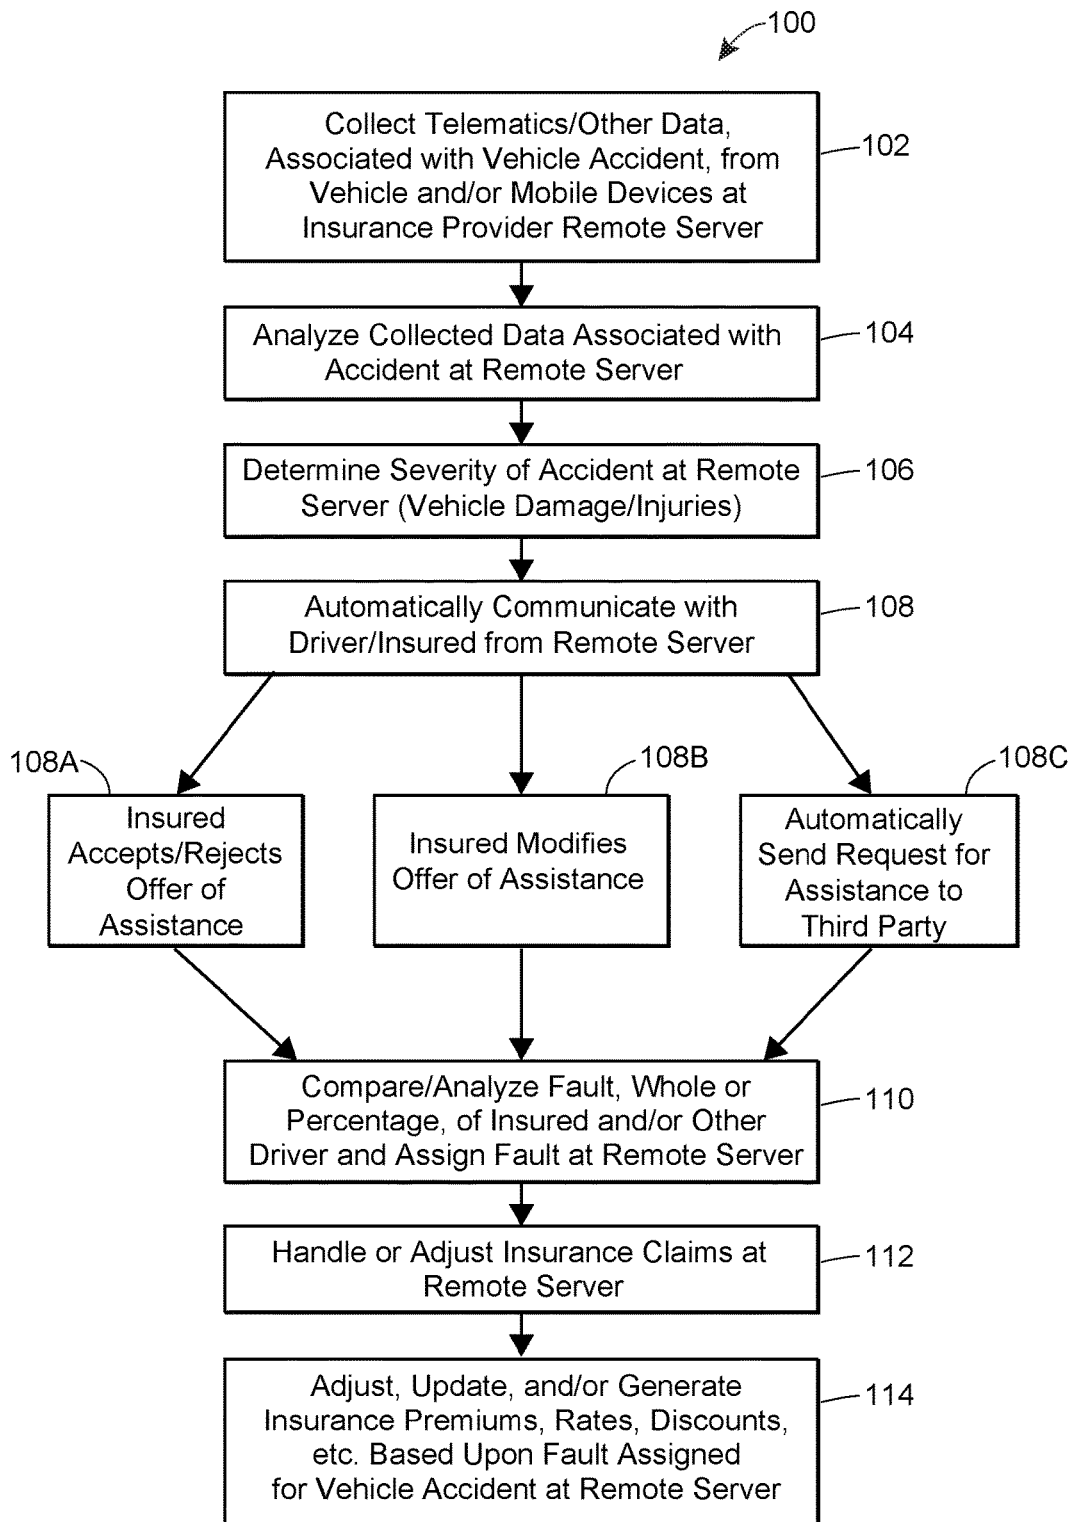 100
Collect Telematics/Other Data,
Associated with Vehicle Accident, from
Vehicle and/or Mobile Devices at
Insurance Provider Remote Server
102
Analyze Collected Data Associated with
Accident at Remote Server
104
Determine Severity of Accident at Remote
Server (Vehicle Damage/Injuries)
106
Automatically Communicate with
Driver/Insured from Remote Server
108
108A
Insured
Accepts/Rejects
Offer of
Assistance
108B
Insured Modifies
Offer of Assistance
108C
Automatically
Send Request for
Assistance to
Third Party
Compare/Analyze Fault, Whole or
Percentage, of Insured and/or Other
Driver and Assign Fault at Remote Server
110
Handle or Adjust Insurance Claims at
Remote Server
112
Adjust, Update, and/or Generate
Insurance Premiums, Rates, Discounts,
etc. Based Upon Fault Assigned
for Vehicle Accident at Remote Server
114